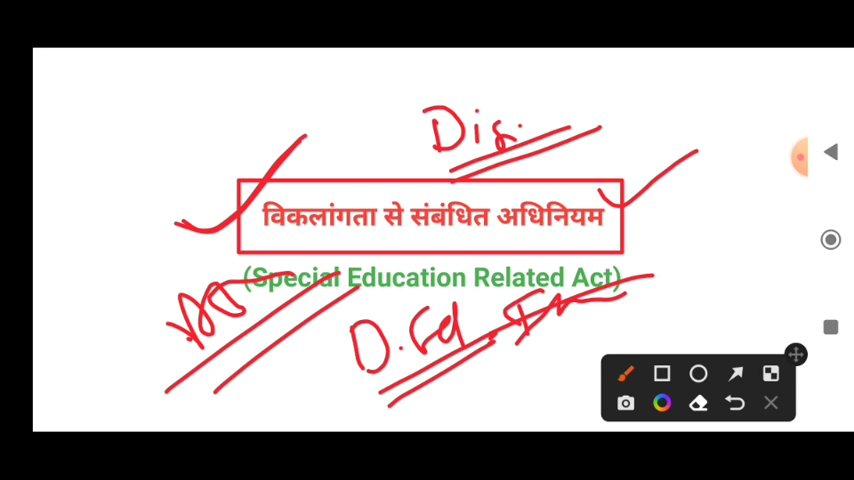 Dis.
विकलांगता से संबंधित अधिनियम
(Special Education Related Act)
D.Ed.